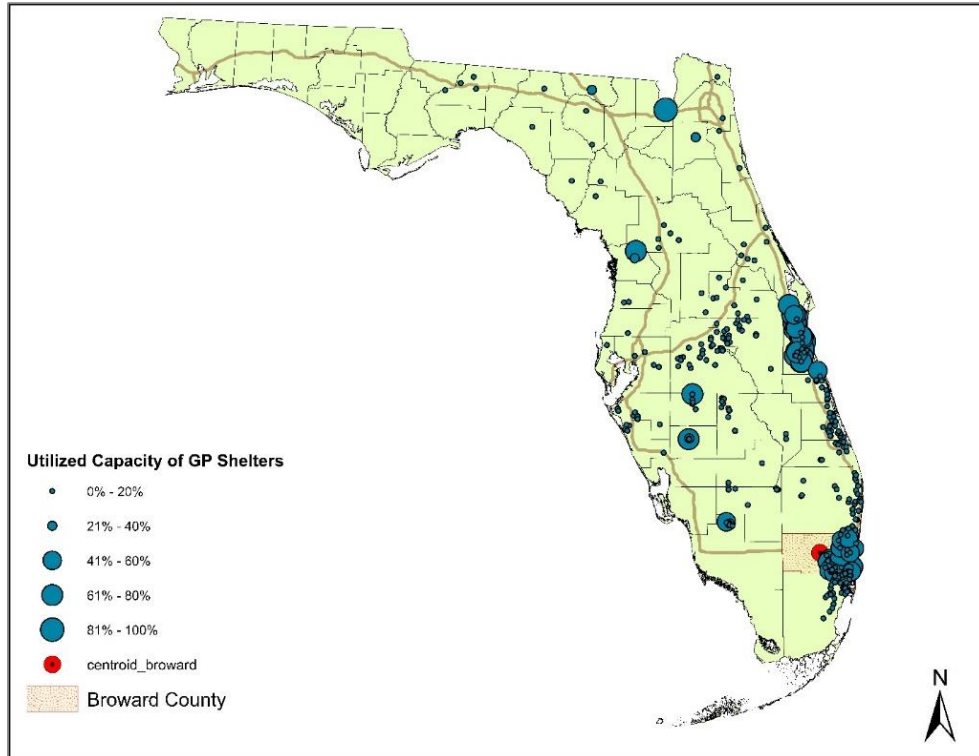 Utilized Capacity of GP Shelters
0% - 20%
21% - 40%
41% - 60%
61% - 80%
81% - 100%
centroid_broward
Broward County
N